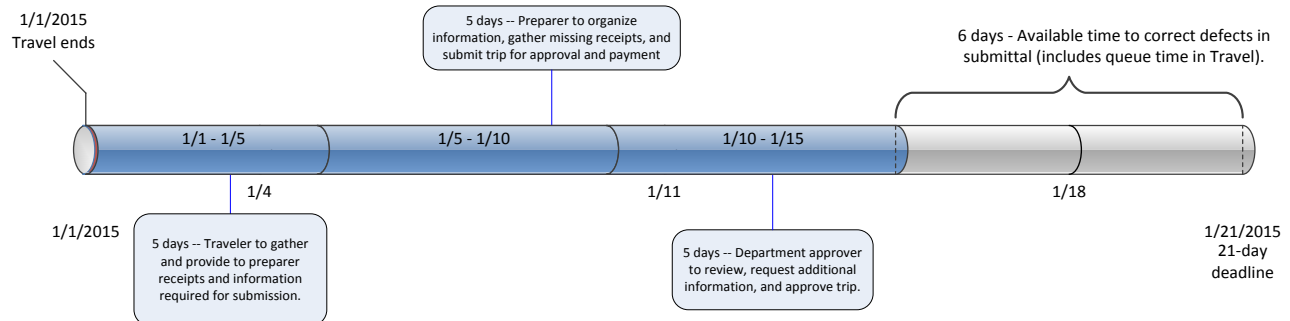 1/1/2015
Travel ends
5 days -- Preparer to organize
information, gather missing receipts, and
submit trip for approval and payment
6 days - Available time to correct defects in
submittal (includes queue time in Travel).
1/1 - 1/5
1/5 - 1/10
1/10 - 1/15
1/4
1/11
1/18
1/1/2015
5 days -- Traveler to gather
and provide to preparer
receipts and information
required for submission.
5 days -- Department approver
to review, request additional
information, and approve trip.
1/21/2015
21-day
deadline